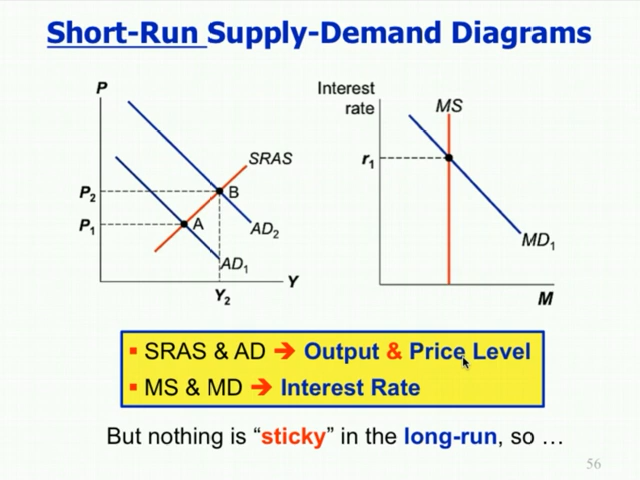 Short-Run Supply-Demand Diagrams
P
SRAS
P2
B
P1
A
AD2
AD1
Y
Y2
Interest
rate
MS
r1
MD1
M
▪ SRAS & AD ➔ Output & Price Level
▪ MS & MD ➔ Interest Rate
But nothing is “sticky” in the long-run, so …
56